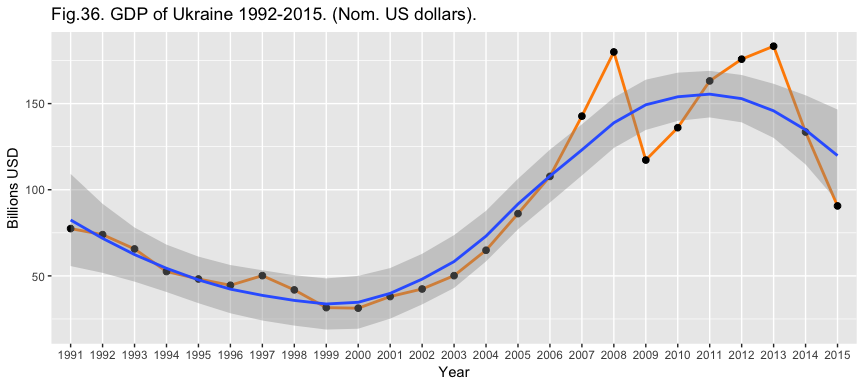 Fig.36. GDP of Ukraine 1992-2015. (Nom. US dollars).
Billions USD
150
100
50
1991 1992 1993 1994 1995 1996 1997 1998 1999 2000 2001 2002 2003 2004 2005 2006 2007 2008 2009 2010 2011 2012 2013 2014 2015
Year